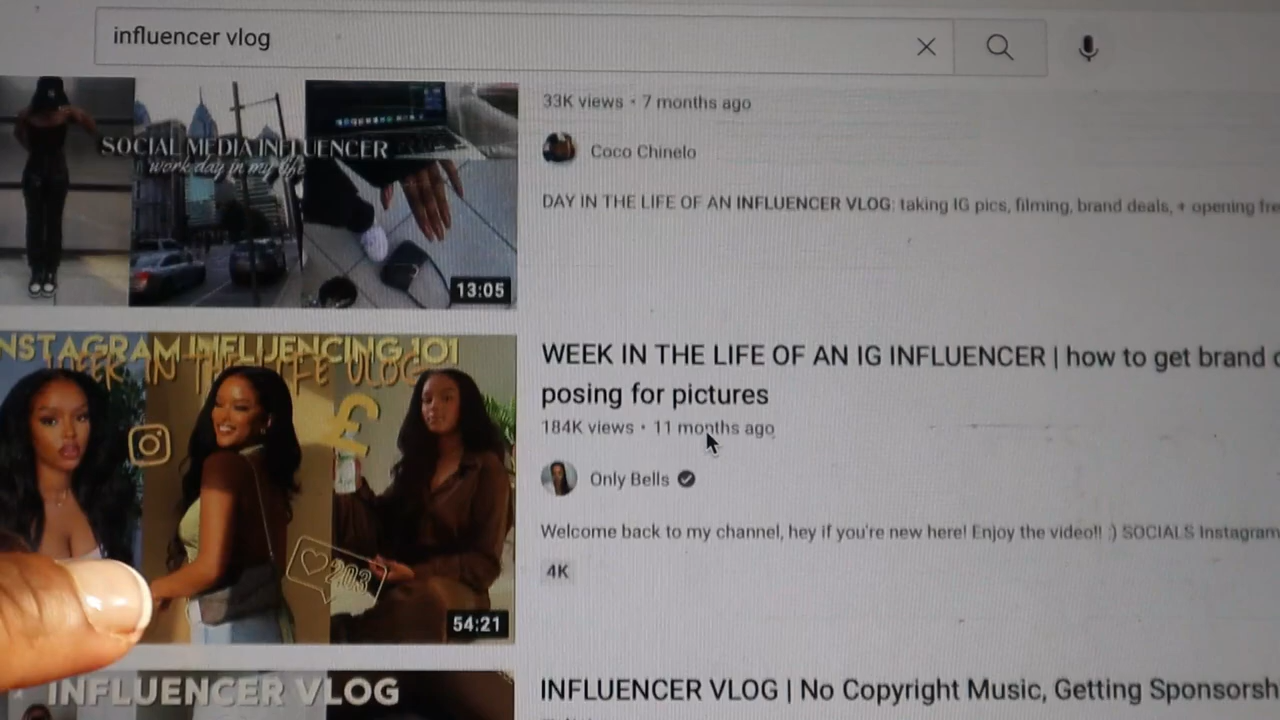 influencer vlog
33K views • 7 months ago
SOCIAL MEDIA INFLUENCER
work day in my life
Coco Chinelo
DAY IN THE LIFE OF AN INFLUENCER VLOG: taking IG pics, filming, brand deals, + opening fre
13:05
NSTAGRAM INFLUENCING 101
WEEK IN THE LIFE VLOG
£
WEEK IN THE LIFE OF AN IG INFLUENCER | how to get brand d
posing for pictures
184K views • 11 months ago
Only Bells
Welcome back to my channel, hey if you're new here! Enjoy the video!! :) SOCIALS Instagram
4K
203
54:21
INFLUENCER VLOG
INFLUENCER VLOG | No Copyright Music, Getting Sponsorsh